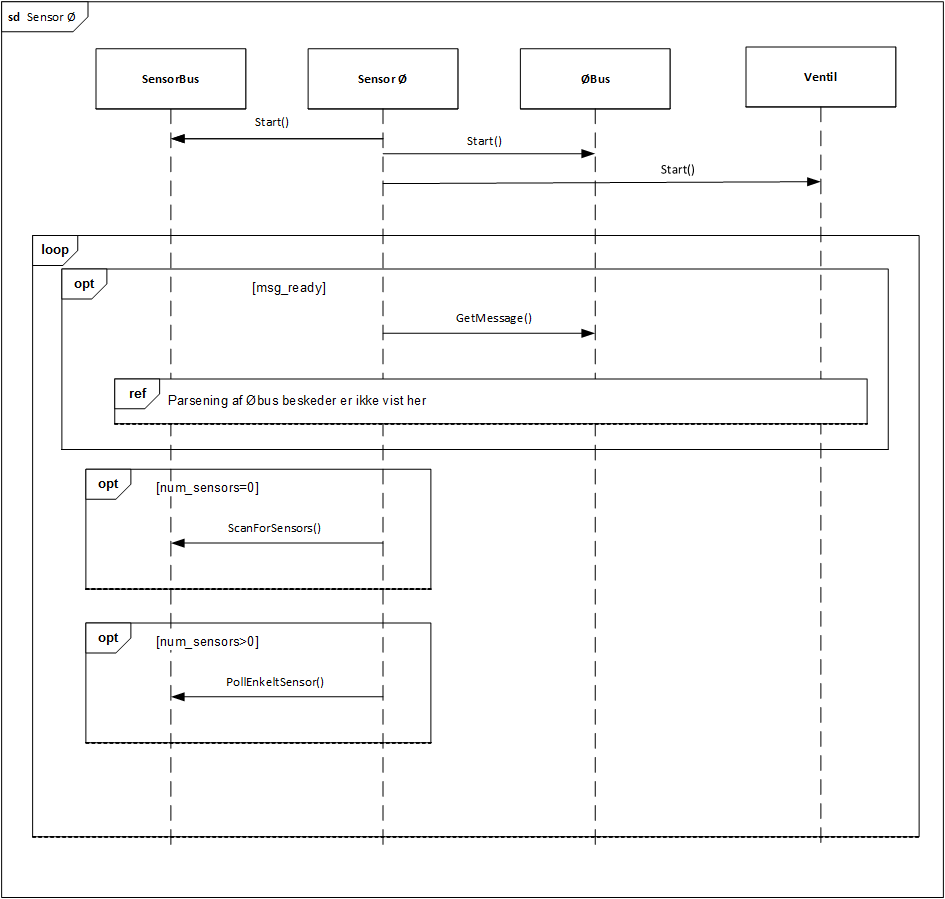 sd Sensor Ø
SensorBus
Sensor Ø
ØBus
Ventil
Start()
Start()
Start()
loop
opt
[msg_ready]
GetMessage()
ref
Parsening af Øbus beskeder er ikke vist her
opt
[num_sensors=0]
ScanForSensors()
opt
[num_sensors>0]
PollEnkeltSensor()